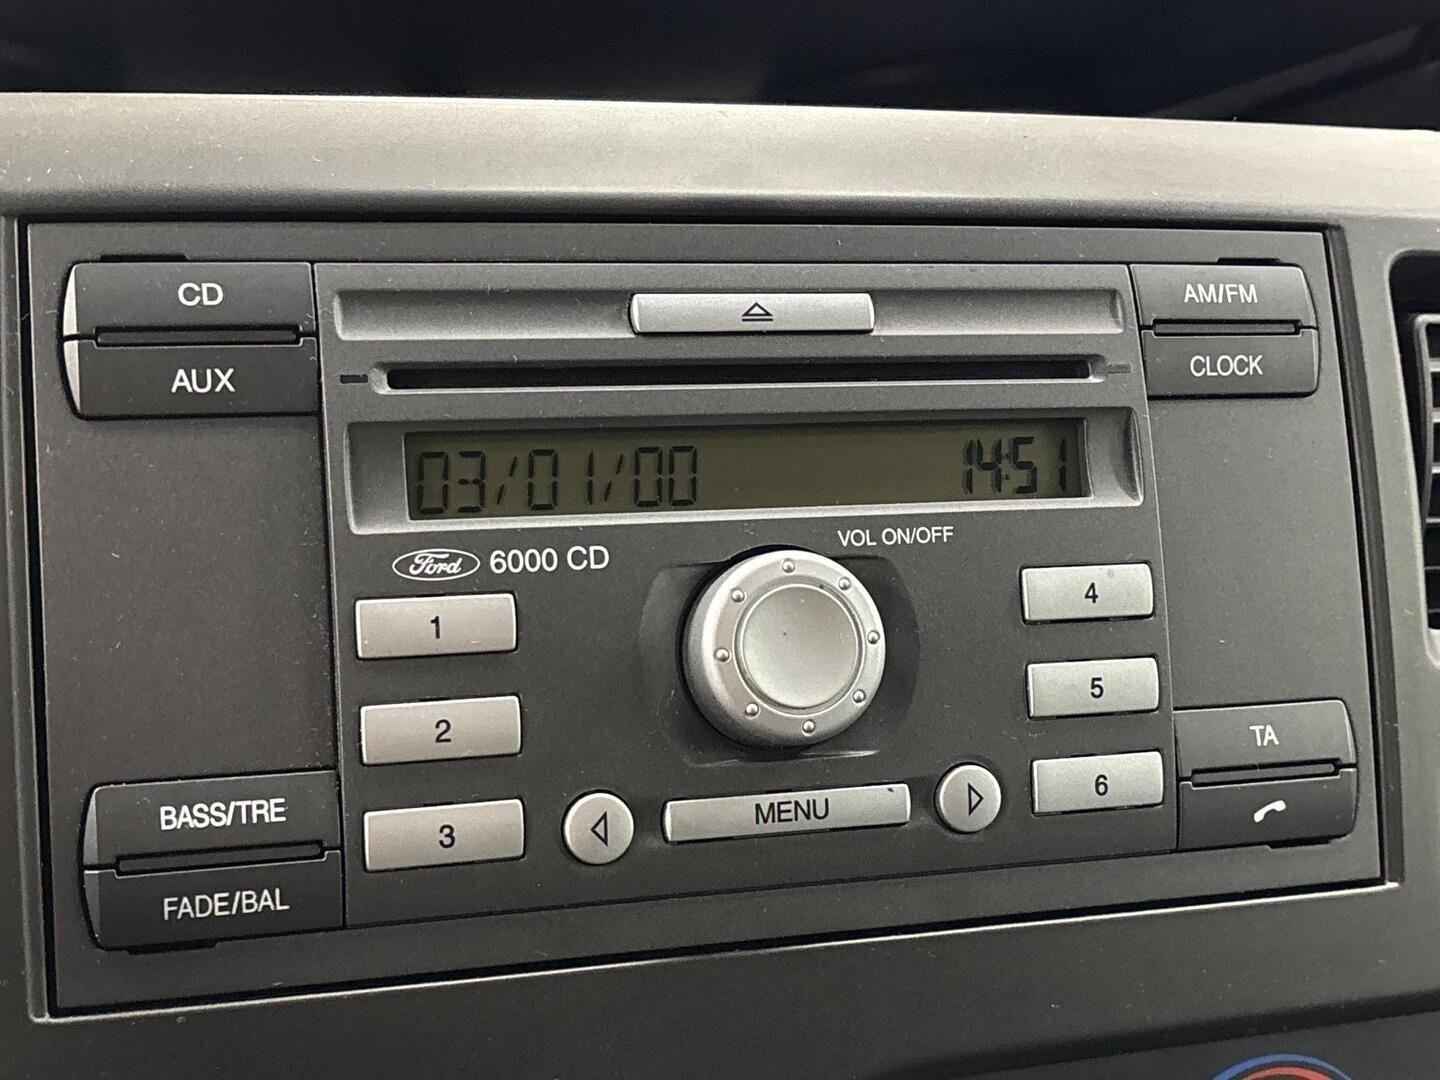 CD
AUX
AM/FM
CLOCK
03/01/00 14:51
VOL ON/OFF
Ford 6000 CD
1
2
3
4
5
6
MENU
BASS/TRE
FADE/BAL
TA